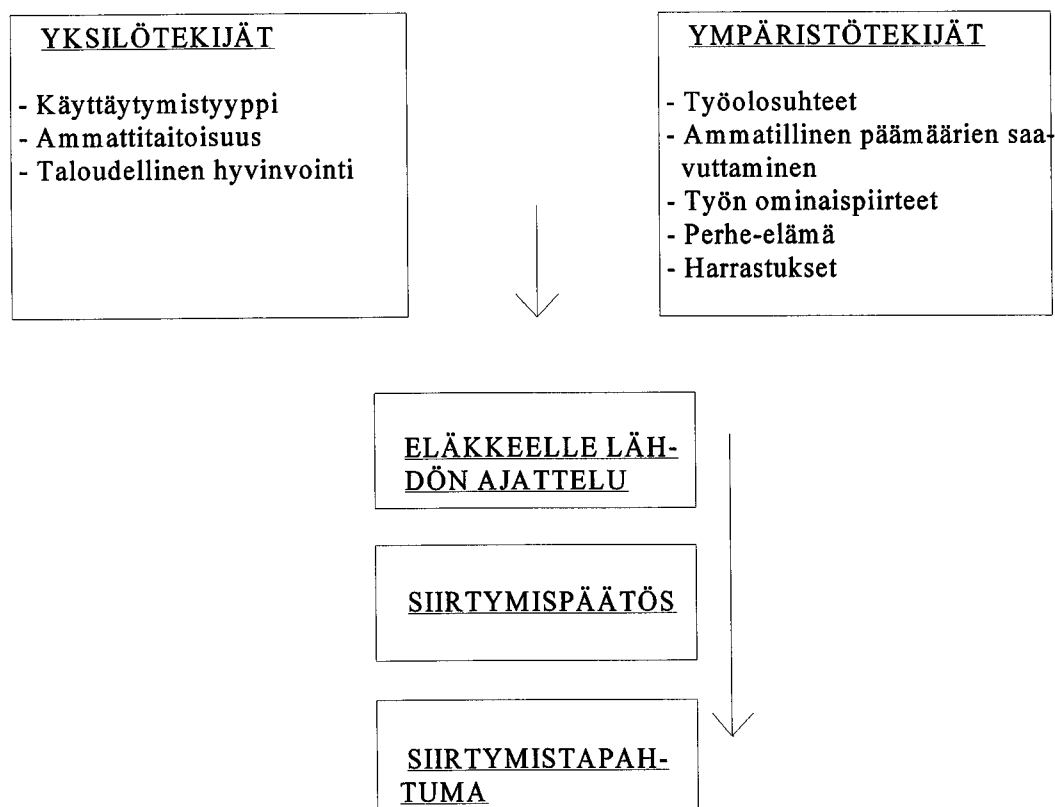 YKSILÖTEKIJÄT
- Käyttäytymistyyppi
- Ammattitaitoisuus
- Taloudellinen hyvinvointi
YMPÄRISTÖTEKIJÄT
- Työolosuhteet
- Ammatillinen päämäärien saa-
vuttaminen
- Työn ominaispiirteet
- Perhe-elämä
- Harrastukset
ELÄKKEELLE LÄH-
DÖN AJATTELU
SIIRTYMISPÄÄTÖS
SIIRTYMISTAPAH-
TUMA